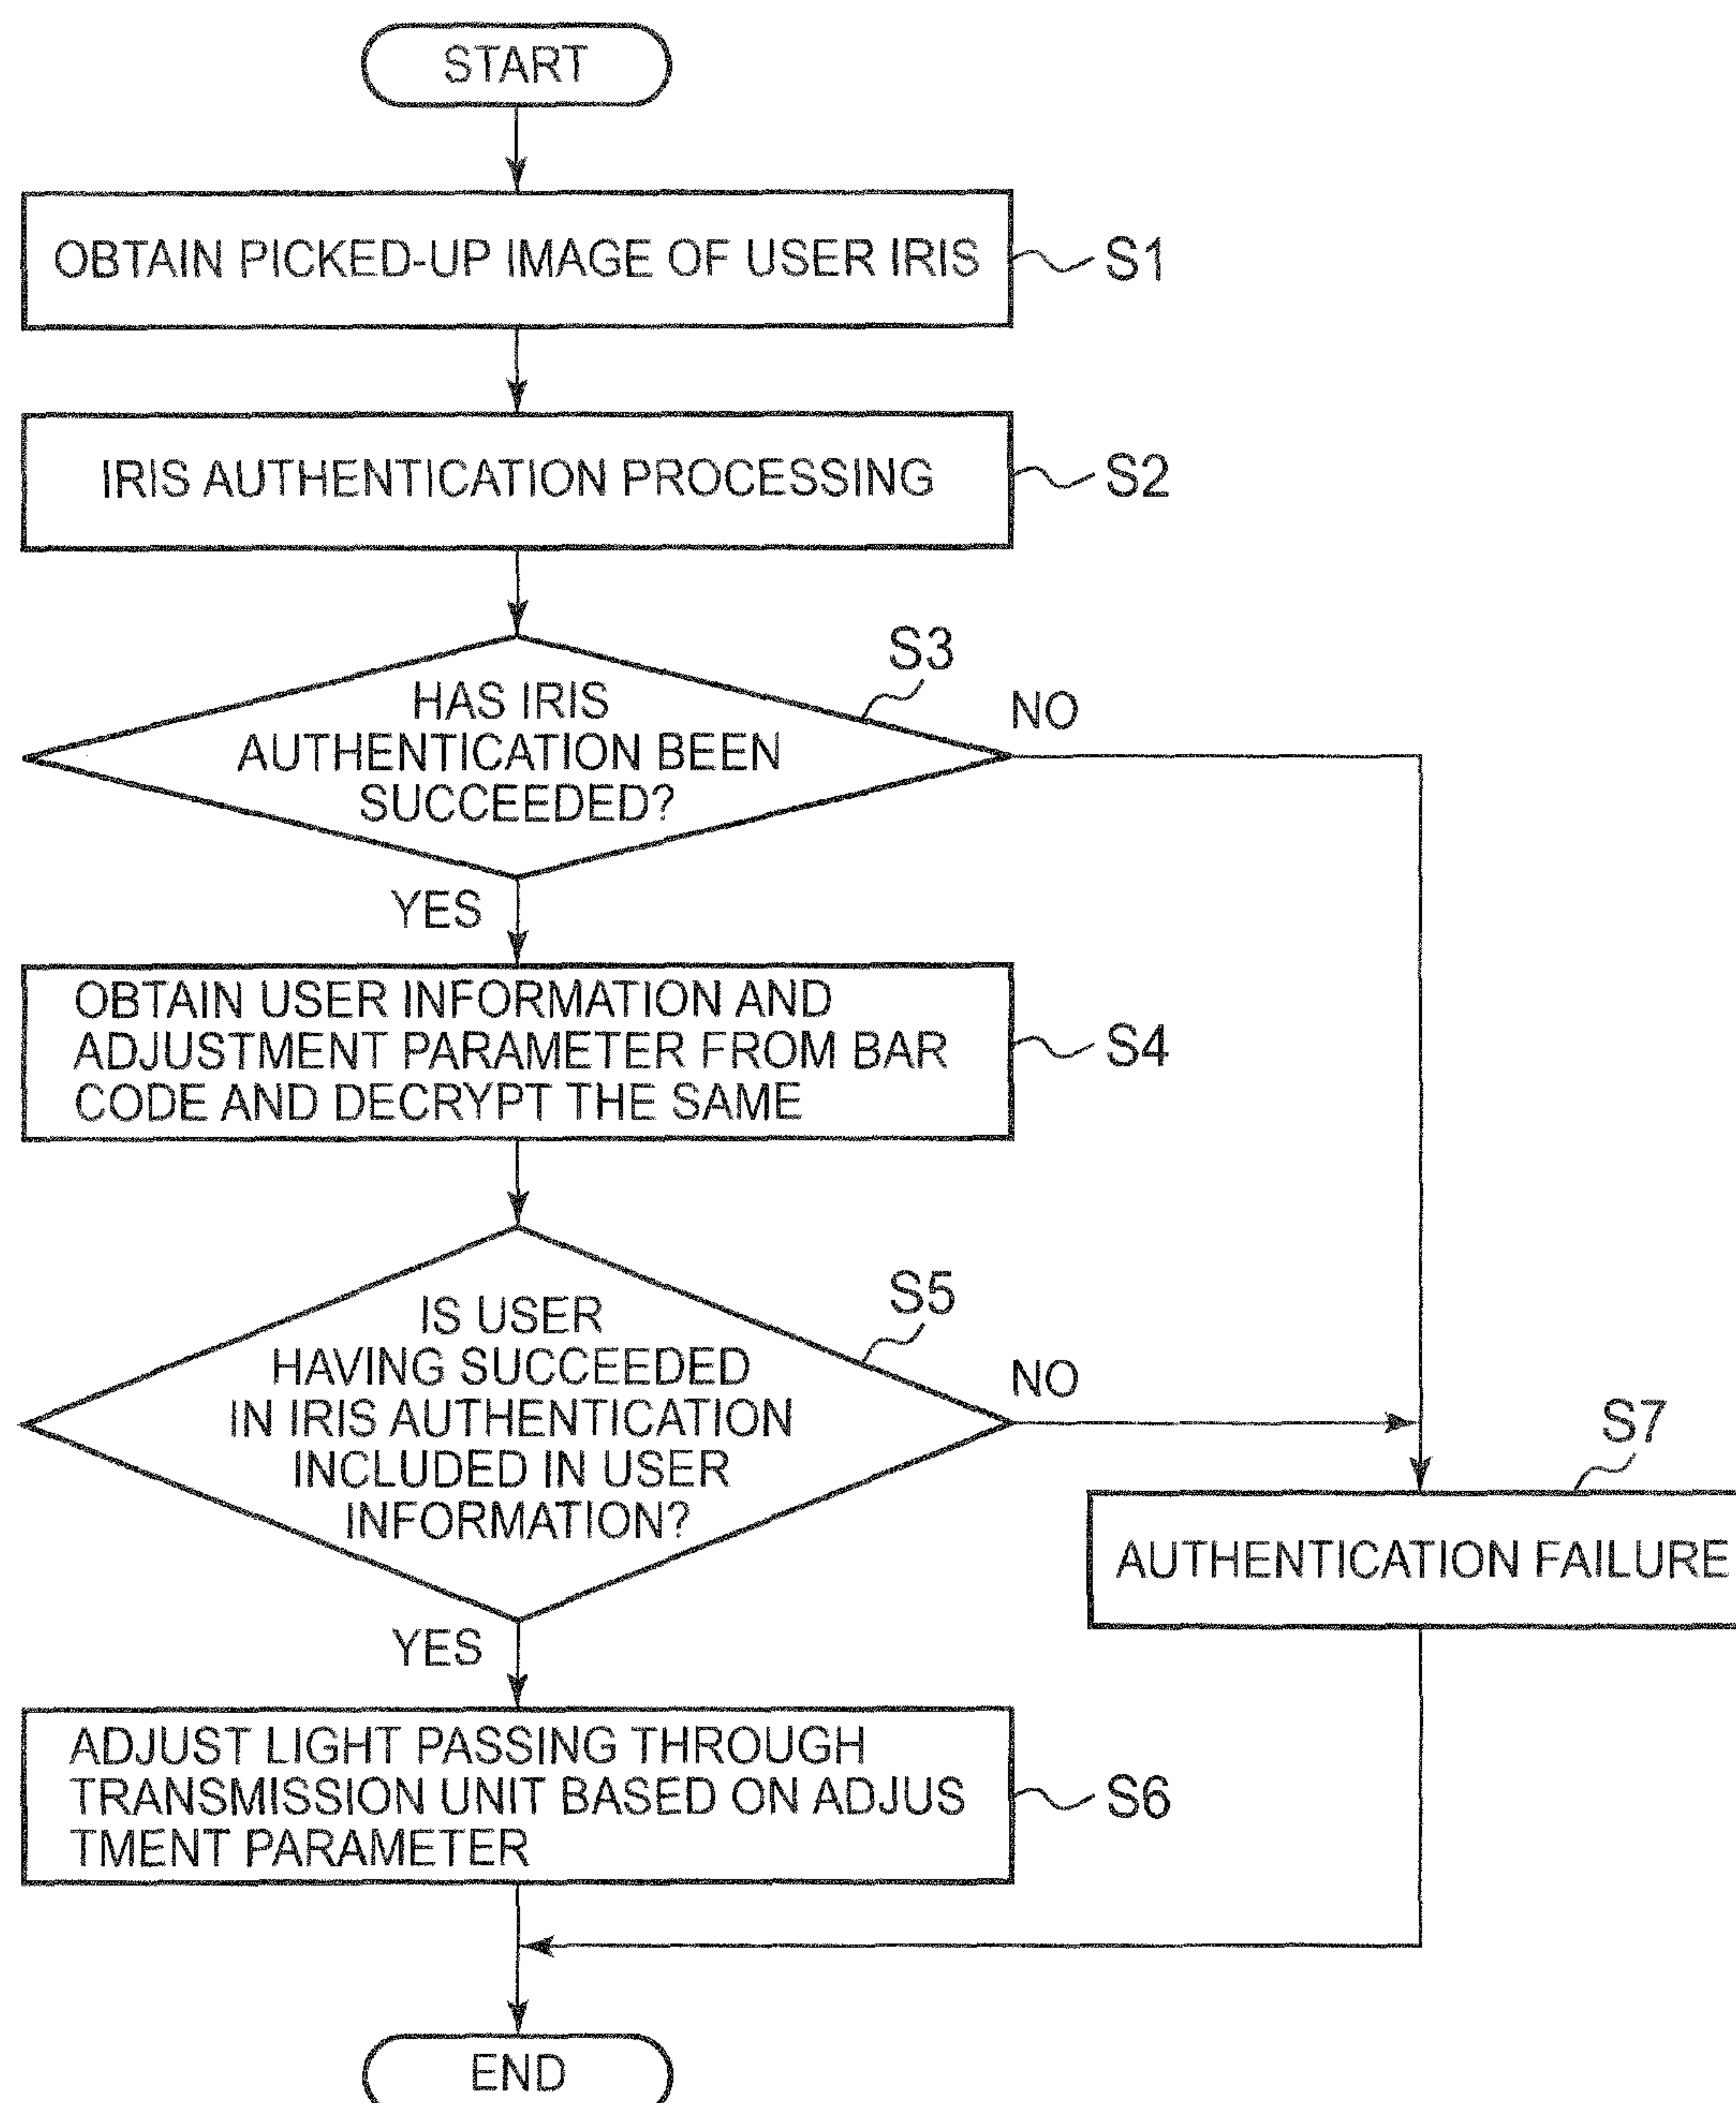 START
OBTAIN PICKED-UP IMAGE OF USER IRIS
S1
IRIS AUTHENTICATION PROCESSING
S2
S3
HAS IRIS
AUTHENTICATION BEEN
SUCCEEDED?
NO
YES
OBTAIN USER INFORMATION AND
ADJUSTMENT PARAMETER FROM BAR
CODE AND DECRYPT THE SAME
S4
S5
IS USER
HAVING SUCCEEDED
IN IRIS AUTHENTICATION
INCLUDED IN USER
INFORMATION?
NO
YES
S7
AUTHENTICATION FAILURE
ADJUST LIGHT PASSING THROUGH
TRANSMISSION UNIT BASED ON ADJUS
TMENT PARAMETER
S6
END